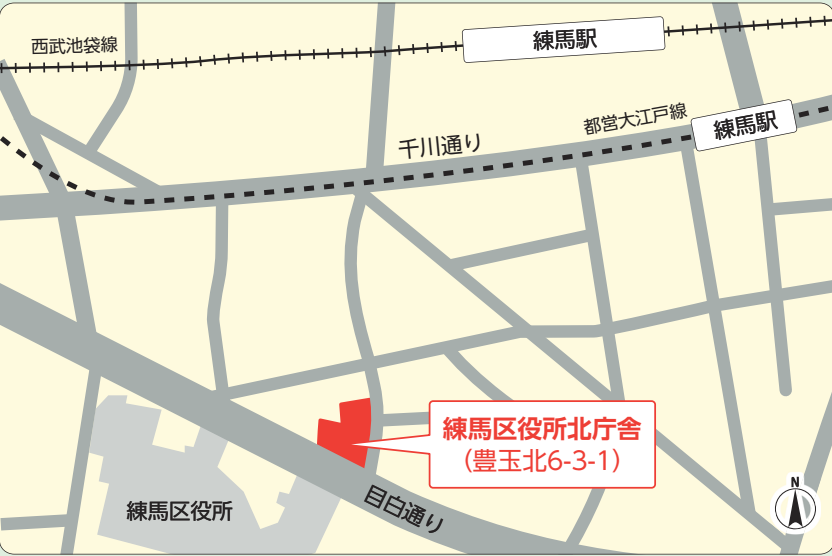 西武池袋線
練馬駅
都営大江戸線
練馬駅
千川通り
練馬区役所北庁舎
(豊玉北6-3-1)
練馬区役所
目白通り
N